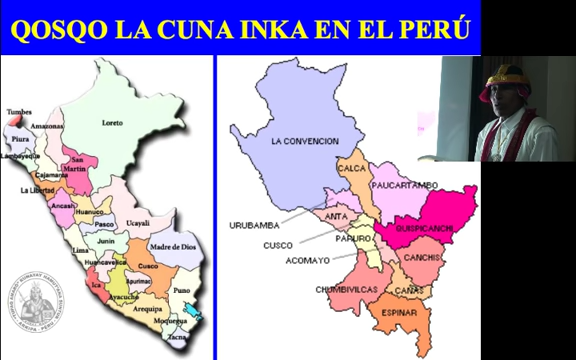 QOSQO LA CUNA INKA EN EL PERÚ
Tumbes
Loreto
Amazonas
Piura
Lambayeque
Cajamarca
San
Martín
La Libertad
Ancash
Huanuco
Ucayali
Pasco
Junín
Lima
Madre de Dios
Huancavelica
Cusco
Ica
Apurimac
Ayacucho
Puno
Arequipa
Moquegua
Tacna
LA CONVENCION
CALCA
PAUCARTAMBO
URUBAMBA
ANTA
QUISPICANCHI
CUSCO
PARURO
ACOMAYO
CANCHIS
CHUMBIVILCAS
CANAS
ESPINAR